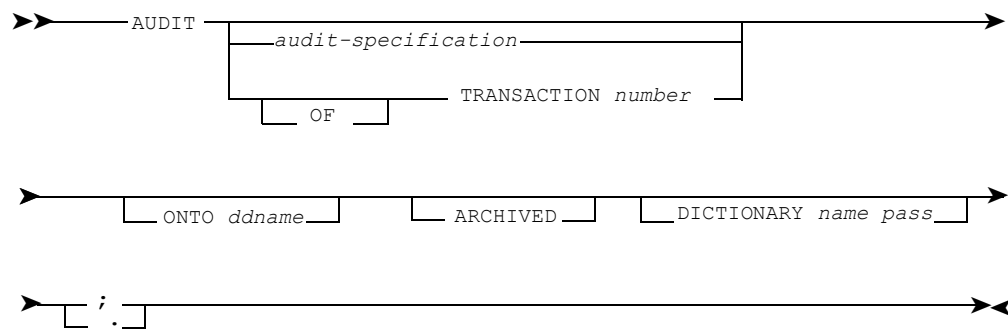 AUDIT
audit-specification
TRANSACTION number
OF
ONTO ddname
ARCHIVED
DICTIONARY name pass
;
.